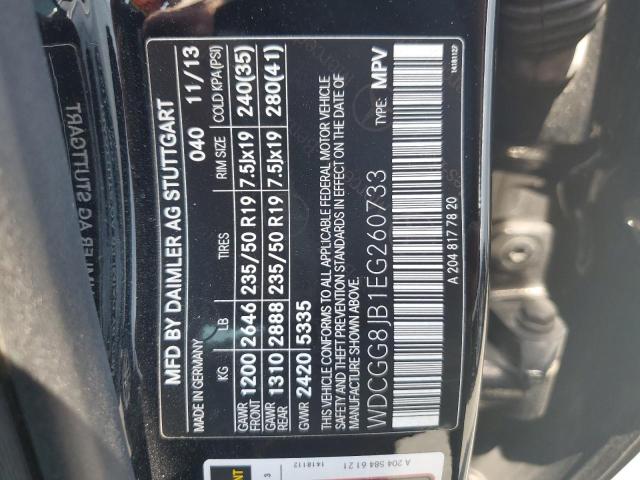 MFD BY DAIMLER AG STUTTGART
MADE IN GERMANY 040 11/13
KG LB TIRES RIM SIZE COLD KPA(PSI)
GAWR FRONT 1200 2646 235/50 R19 7.5Jx19 240(35)
GAWR REAR 1310 2888 235/50 R19 7.5Jx19 280(41)
GVWR 2420 5335
THIS VEHICLE CONFORMS TO ALL APPLICABLE FEDERAL MOTOR VEHICLE
SAFETY AND THEFT PREVENTION STANDARDS IN EFFECT ON THE DATE OF
MANUFACTURE SHOWN ABOVE.
WDCGG8JB1EG260733 TYPE: MPV
A 204 817 78 20
1418112P
A 204 584 61 21
1418112
3